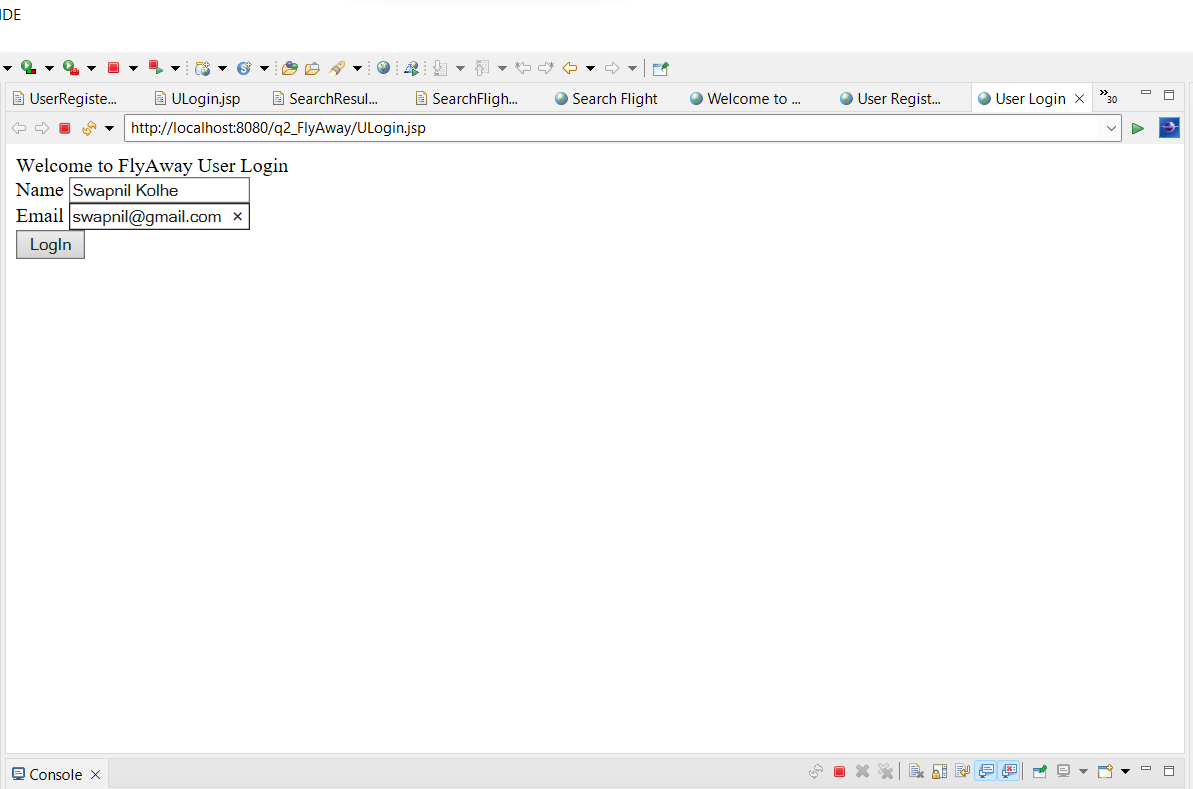 IDE
UserRegiste... ULogin.jsp SearchResul... SearchFligh... Search Flight Welcome to ... User Regist... User Login 30
http://localhost:8080/q2_FlyAway/ULogin.jsp
Welcome to FlyAway User Login
Name Swapnil Kolhe
Email swapnil@gmail.com
LogIn
Console